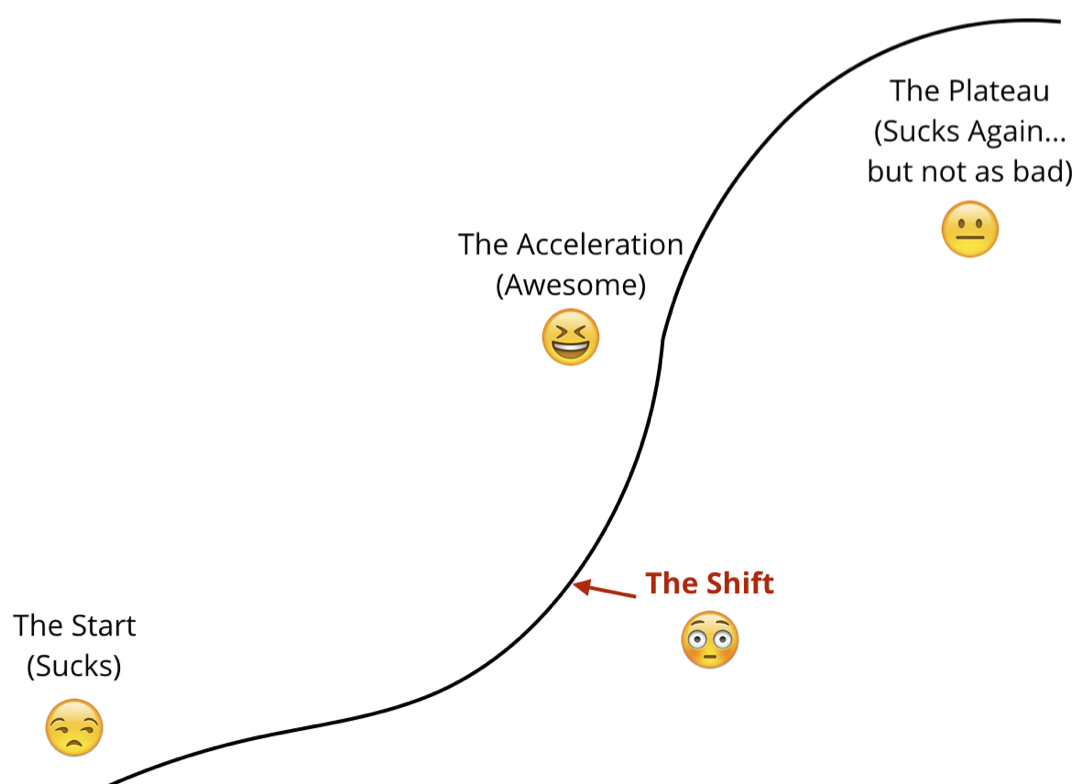 The Plateau
(Sucks Again...
but not as bad)
The Acceleration
(Awesome)
The Shift
The Start
(Sucks)